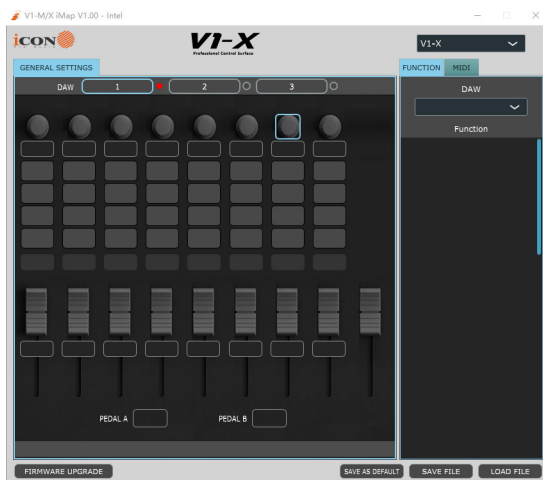 V1-M/X iMap V1.00 - Intel
iCON
V1-X
Professional Control Surface
V1-X
GENERAL SETTINGS
FUNCTION MIDI
DAW 1 2 3
DAW
Function
PEDAL A PEDAL B
FIRMWARE UPGRADE SAVE AS DEFAULT SAVE FILE LOAD FILE